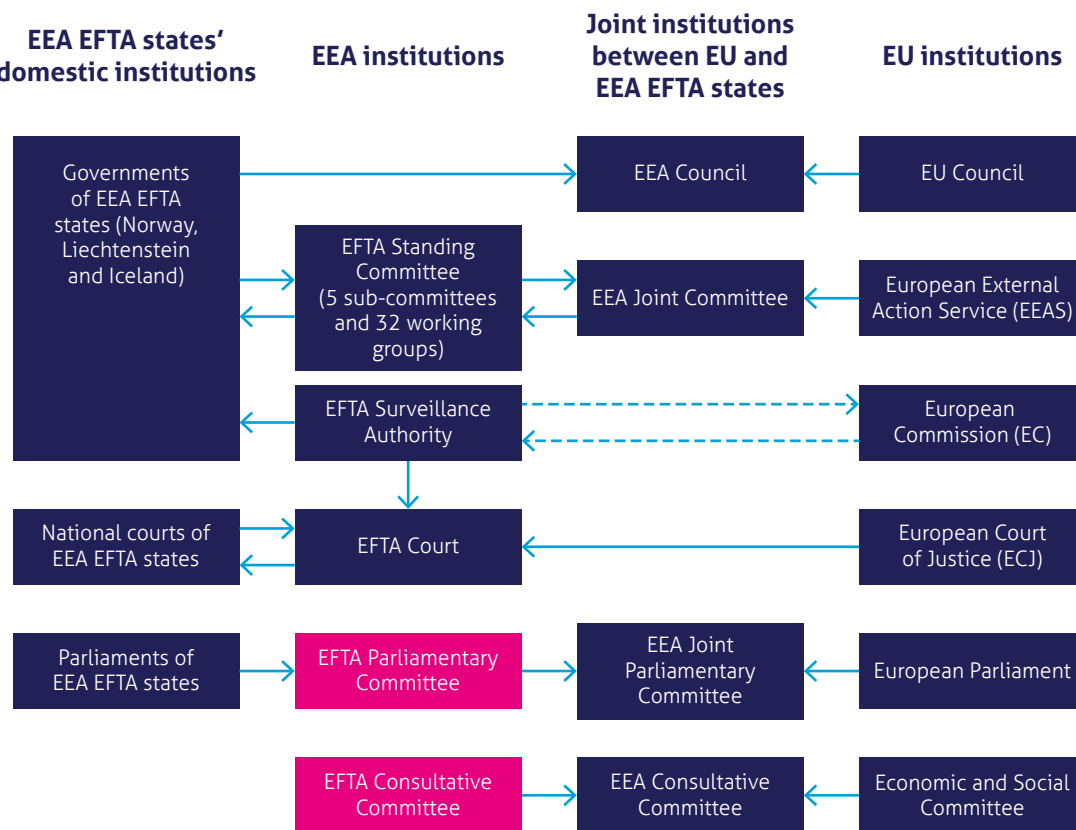 EEA EFTA states‘
domestic institutions
EEA institutions
Joint institutions
between EU and
EEA EFTA states
EU institutions
Governments
of EEA EFTA
states (Norway,
Liechtenstein
and Iceland)
EEA Council
EU Council
EFTA Standing
Committee
(5 sub-committees
and 32 working
groups)
EEA Joint Committee
European External
Action Service (EEAS)
EFTA Surveillance
Authority
European
Commission (EC)
National courts of
EEA EFTA states
EFTA Court
European Court
of Justice (ECJ)
Parliaments of
EEA EFTA states
EFTA Parliamentary
Committee
EEA Joint
Parliamentary
Committee
European Parliament
EFTA Consultative
Committee
EEA Consultative
Committee
Economic and Social
Committee